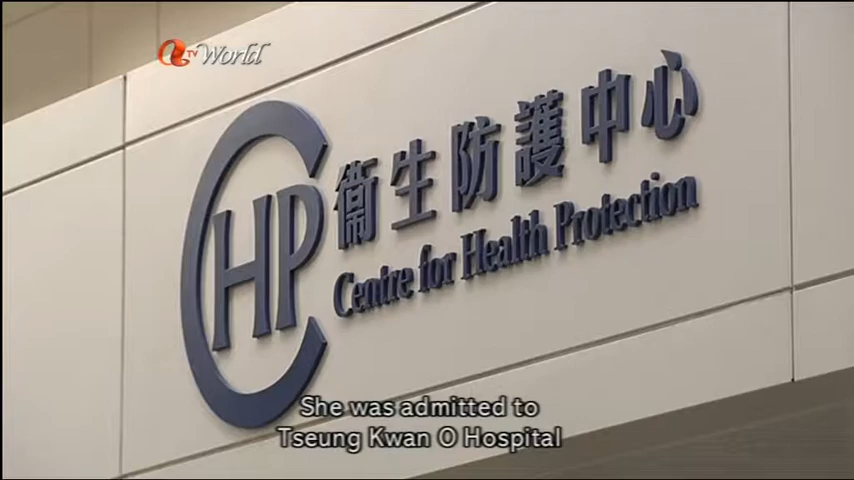 aTV World
CHP
衞生防護中心
Centre for Health Protection
She was admitted to
Tseung Kwan O Hospital